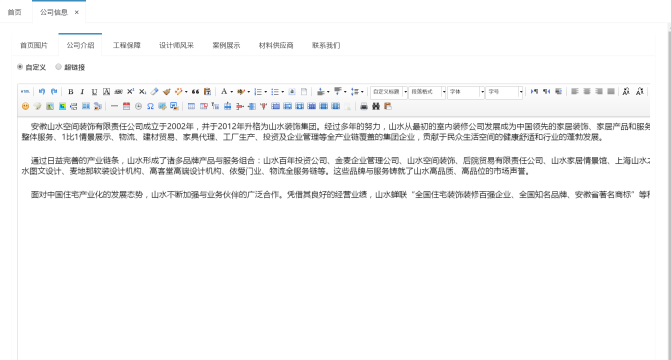 首页 公司信息 ×
首页图片 公司介绍 工程保障 设计师风采 案例展示 材料供应商 联系我们
自定义 超链接
HTML B I U A ABC X² X₂ A 自定义标题 段落格式 字体 字号
安徽山水空间装饰有限责任公司成立于2002年，并于2012年升格为山水装饰集团。经过多年的努力，山水从最初的室内装修公司发展成为中国领先的家居装饰、家居产品和服务
整体服务、1比1情景展示、物流、建材贸易、家具代理、工厂生产、投资及企业管理等全产业链覆盖的集团企业，贡献于民众生活空间的健康舒适和行业的蓬勃发展。
通过日益完善的产业链条，山水形成了诸多品牌产品与服务组合：山水百年投资公司、金麦企业管理公司、山水空间装饰、后院贸易有限责任公司、山水家居情景馆、上海山水
水图文设计、麦地那软装设计机构、高客堂高端设计机构、依爱门业、物流全服务链等。这些品牌与服务铸就了山水高品质、高品位的市场声誉。
面对中国住宅产业化的发展态势，山水不断加强与业务伙伴的广泛合作。凭借其良好的经营业绩，山水蝉联“全国住宅装饰装修百强企业、全国知名品牌、安徽省著名商标”等